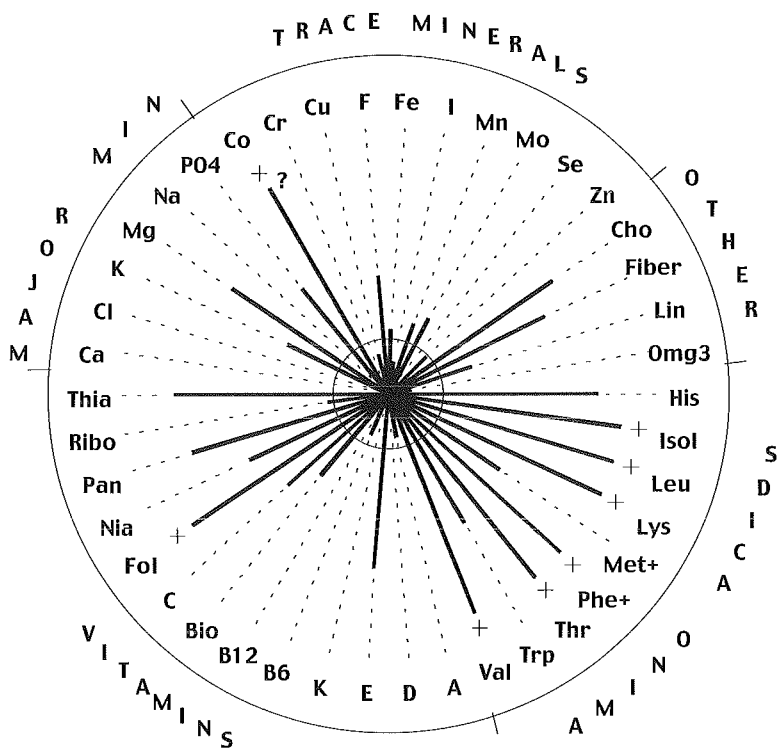 TRACE MINERALS
OTHER
AMINO ACIDS
VITAMINS
MAJOR MIN
F
Fe
I
Mn
Mo
Se
Zn
Cho
Fiber
Lin
Omg3
His
Isol
Leu
Lys
Met+
Phe+
Thr
Trp
Val
A
D
E
K
B6
B12
Bio
C
Fol
Nia
Pan
Ribo
Thia
Ca
Cl
K
Mg
Na
PO4
Co
Cr
Cu
+ ?
+
+
+
+
+
+
+